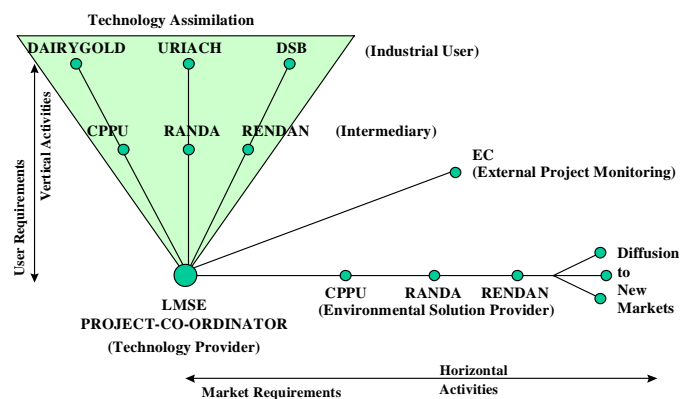 Technology Assimilation
DAIRYGOLD URIACH DSB (Industrial User)
CPPU RANDA RENDAN (Intermediary)
EC
(External Project Monitoring)
User Requirements
Vertical Activities
LMSE
PROJECT-CO-ORDINATOR
(Technology Provider)
CPPU RANDA RENDAN
(Environmental Solution Provider)
Diffusion
to
New
Markets
Horizontal
Market Requirements Activities